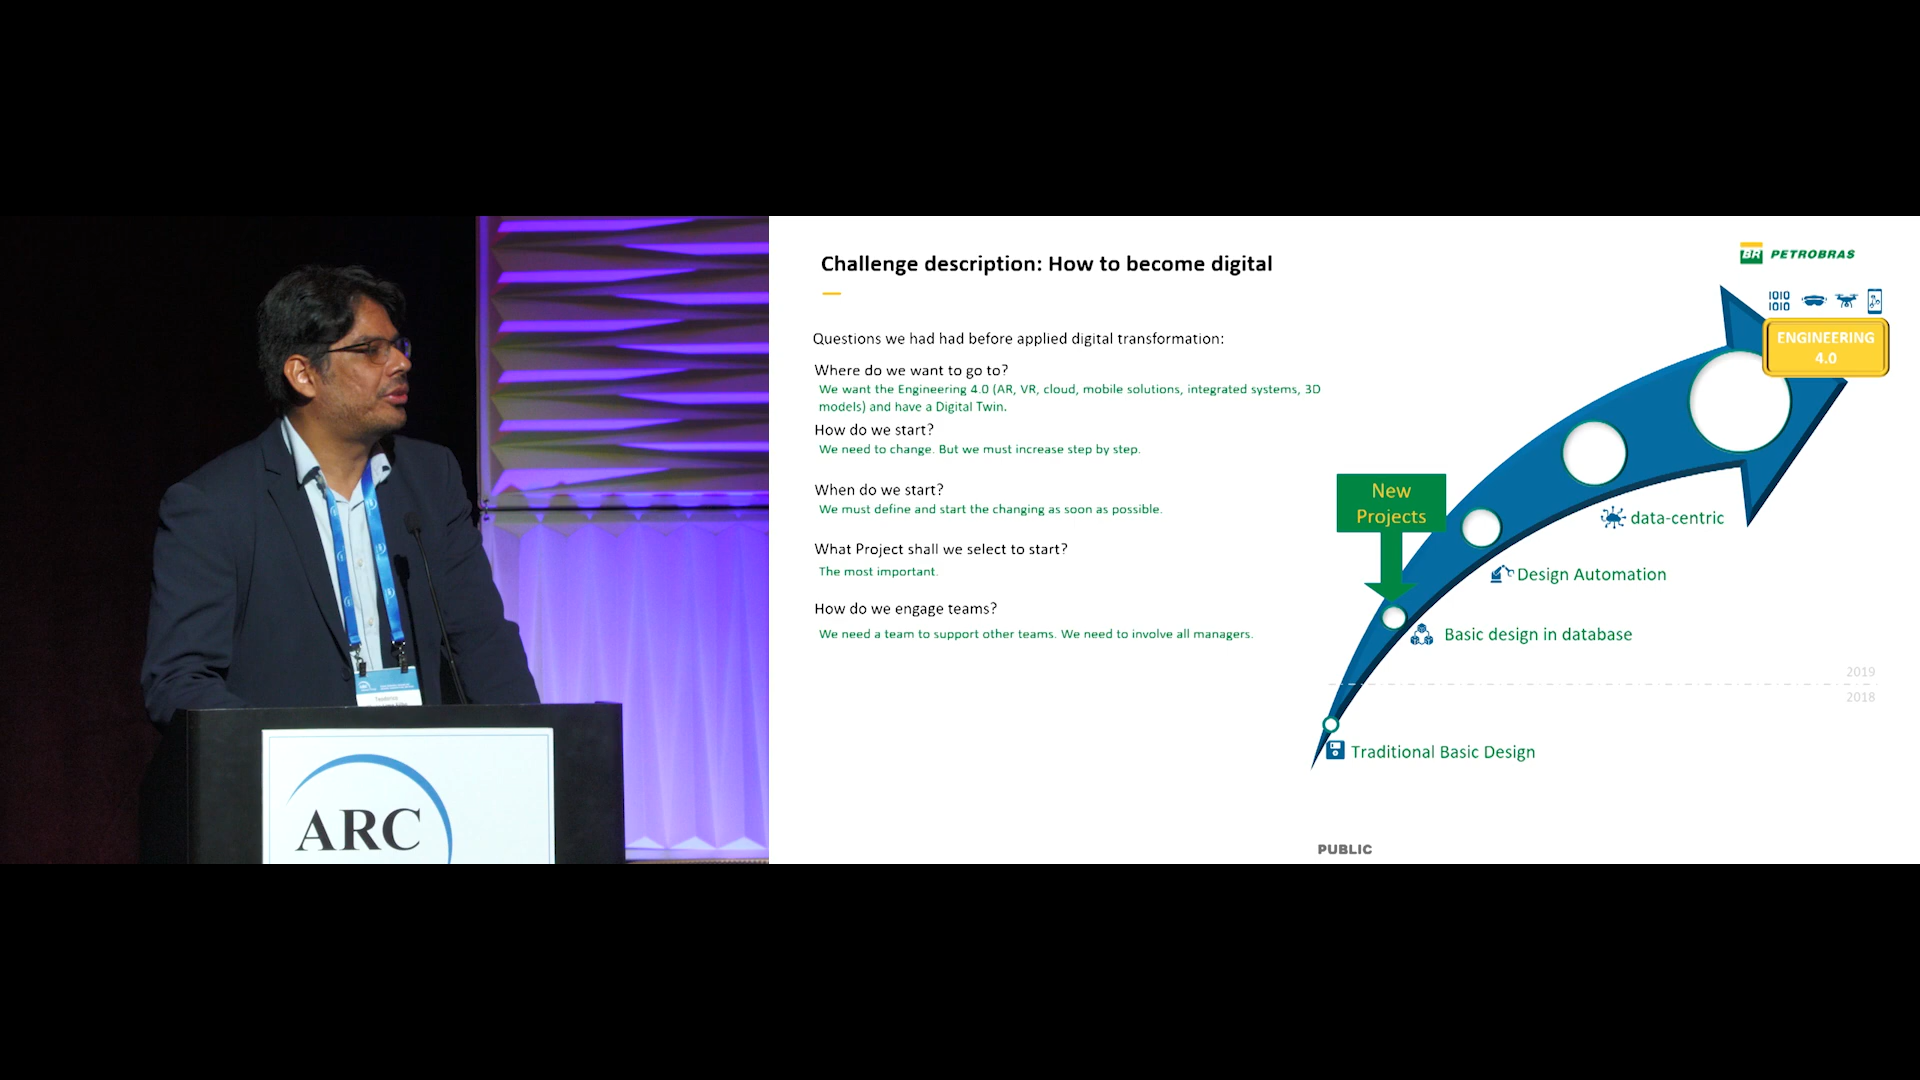 Challenge description: How to become digital
BR PETROBRAS
1010
1010
ENGINEERING
4.0
Questions we had had before applied digital transformation:
Where do we want to go to?
We want the Engineering 4.0 (AR, VR, cloud, mobile solutions, integrated systems, 3D
models) and have a Digital Twin.
How do we start?
We need to change. But we must increase step by step.
When do we start?
We must define and start the changing as soon as possible.
What Project shall we select to start?
The most important.
How do we engage teams?
We need a team to support other teams. We need to involve all managers.
New
Projects
data-centric
Design Automation
Basic design in database
2019
2018
Traditional Basic Design
PUBLIC
ARC